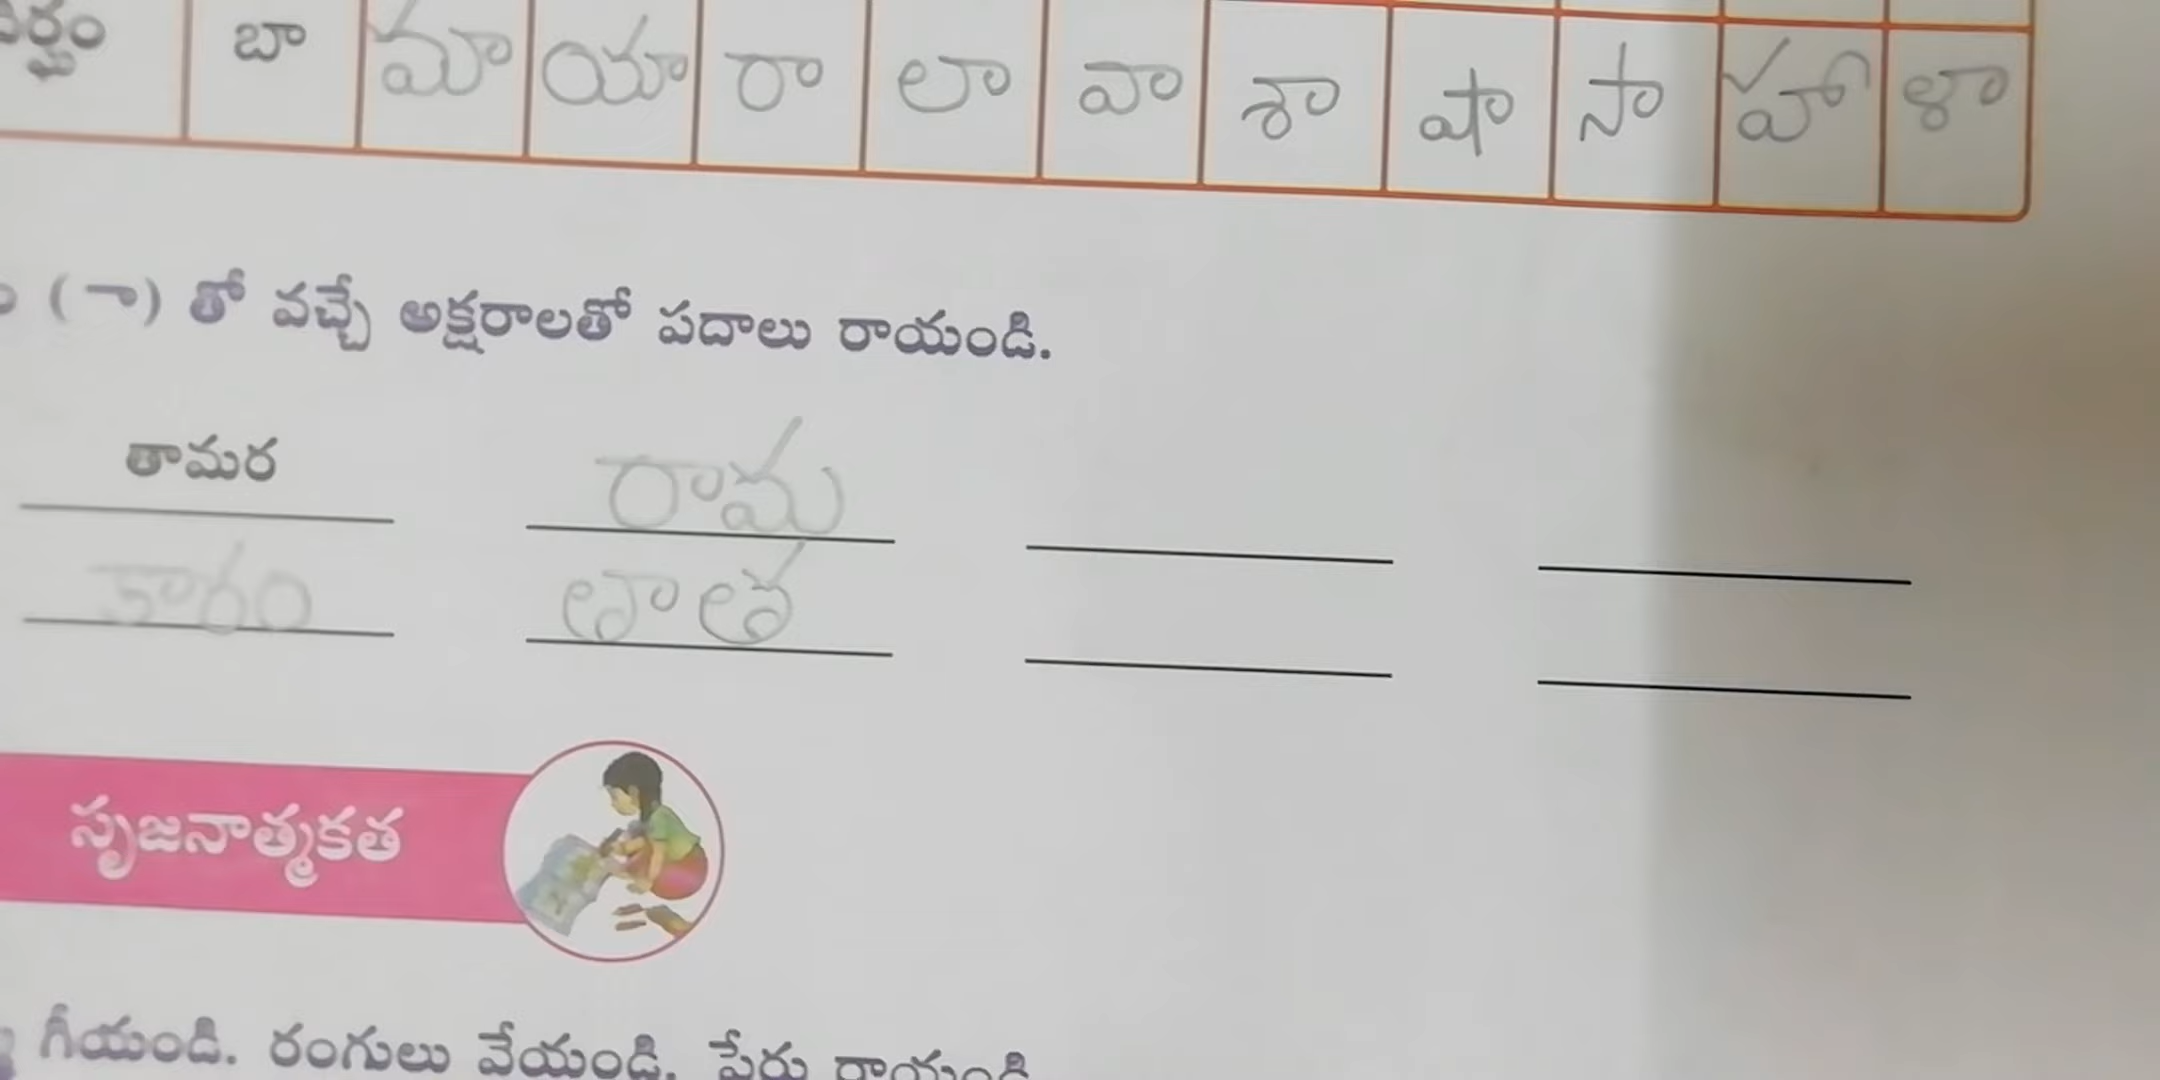 బా మా యా రా లా వా శా షా సా హా ళా
(ా) తో వచ్చే అక్షరాలతో పదాలు రాయండి.
తామర రామ
కారం తాత
సృజనాత్మకత
గీయండి. రంగులు వేయండి. పేరు రాయండి